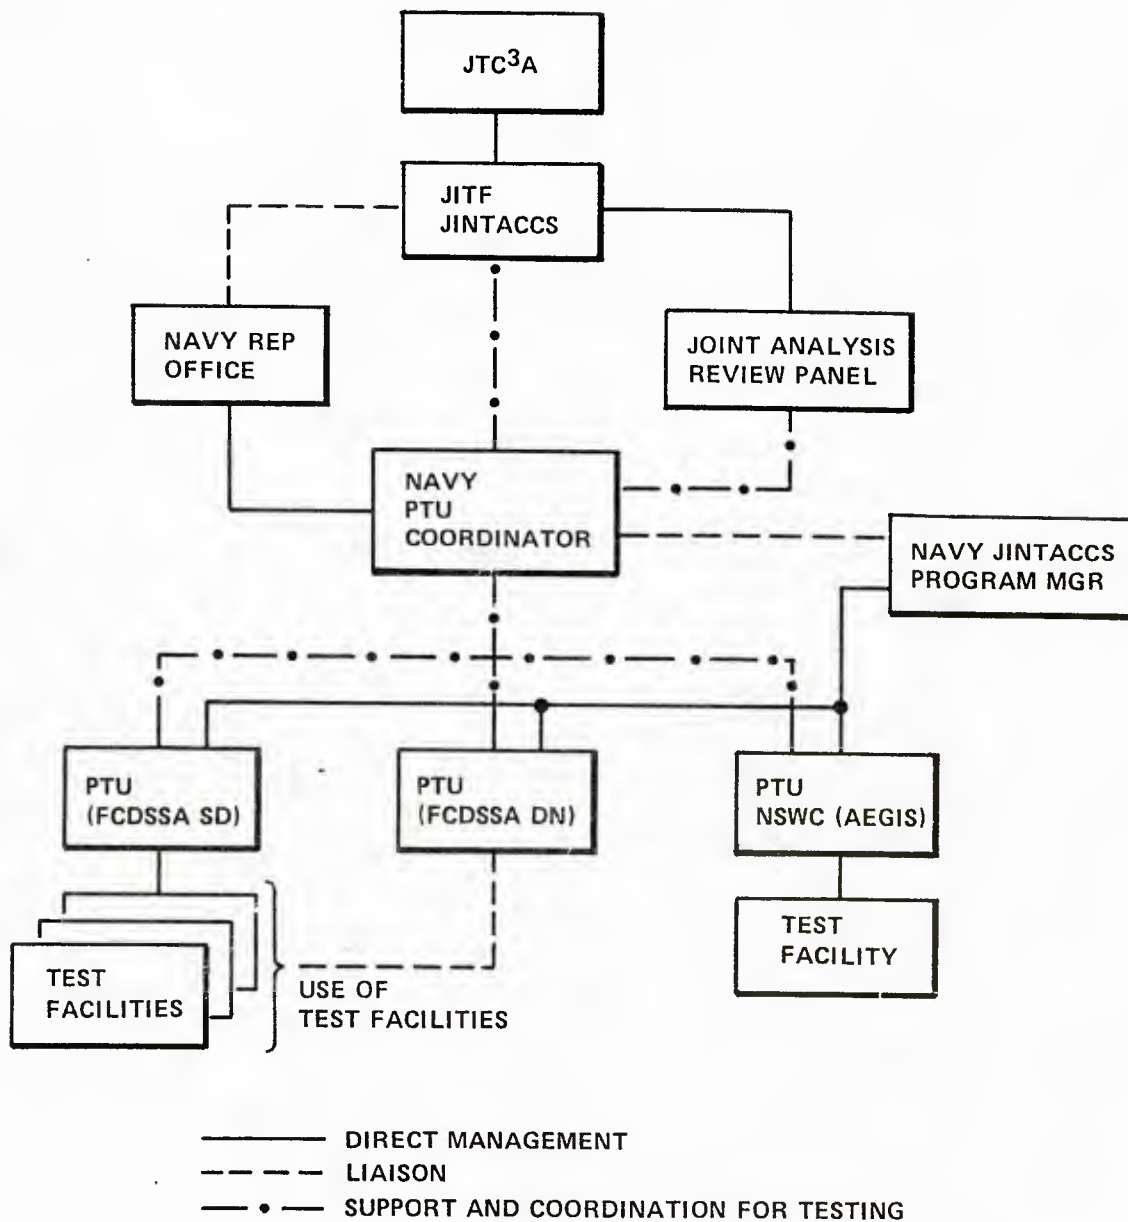 JTC³A
JITF
JINTACCS
NAVY REP
OFFICE
JOINT ANALYSIS
REVIEW PANEL
NAVY
PTU
COORDINATOR
NAVY JINTACCS
PROGRAM MGR
PTU
(FCDSSA SD)
PTU
(FCDSSA DN)
PTU
NSWC (AEGIS)
TEST
FACILITIES
USE OF
TEST FACILITIES
TEST
FACILITY
DIRECT MANAGEMENT
LIAISON
SUPPORT AND COORDINATION FOR TESTING